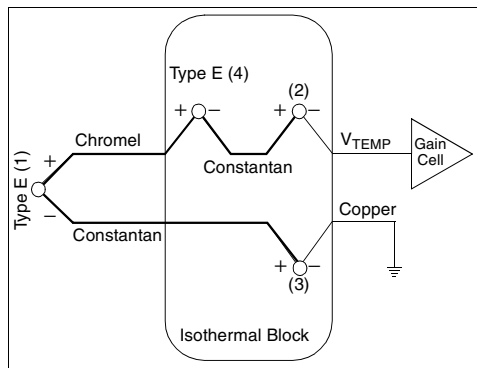 Type E (4)
(2)
+ − + −
Chromel
V_TEMP
Gain
Cell
Constantan
Type E (1)
+
−
Constantan
Copper
+ −
(3)
Isothermal Block